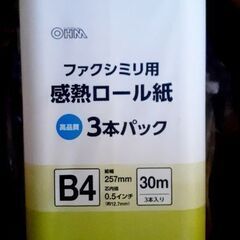 OHM
ファクシミリ用
感熱ロール紙
高品質
3本パック
B4
紙幅
257mm
芯内径
0.5インチ
(約12.7mm)
30m
3本入り